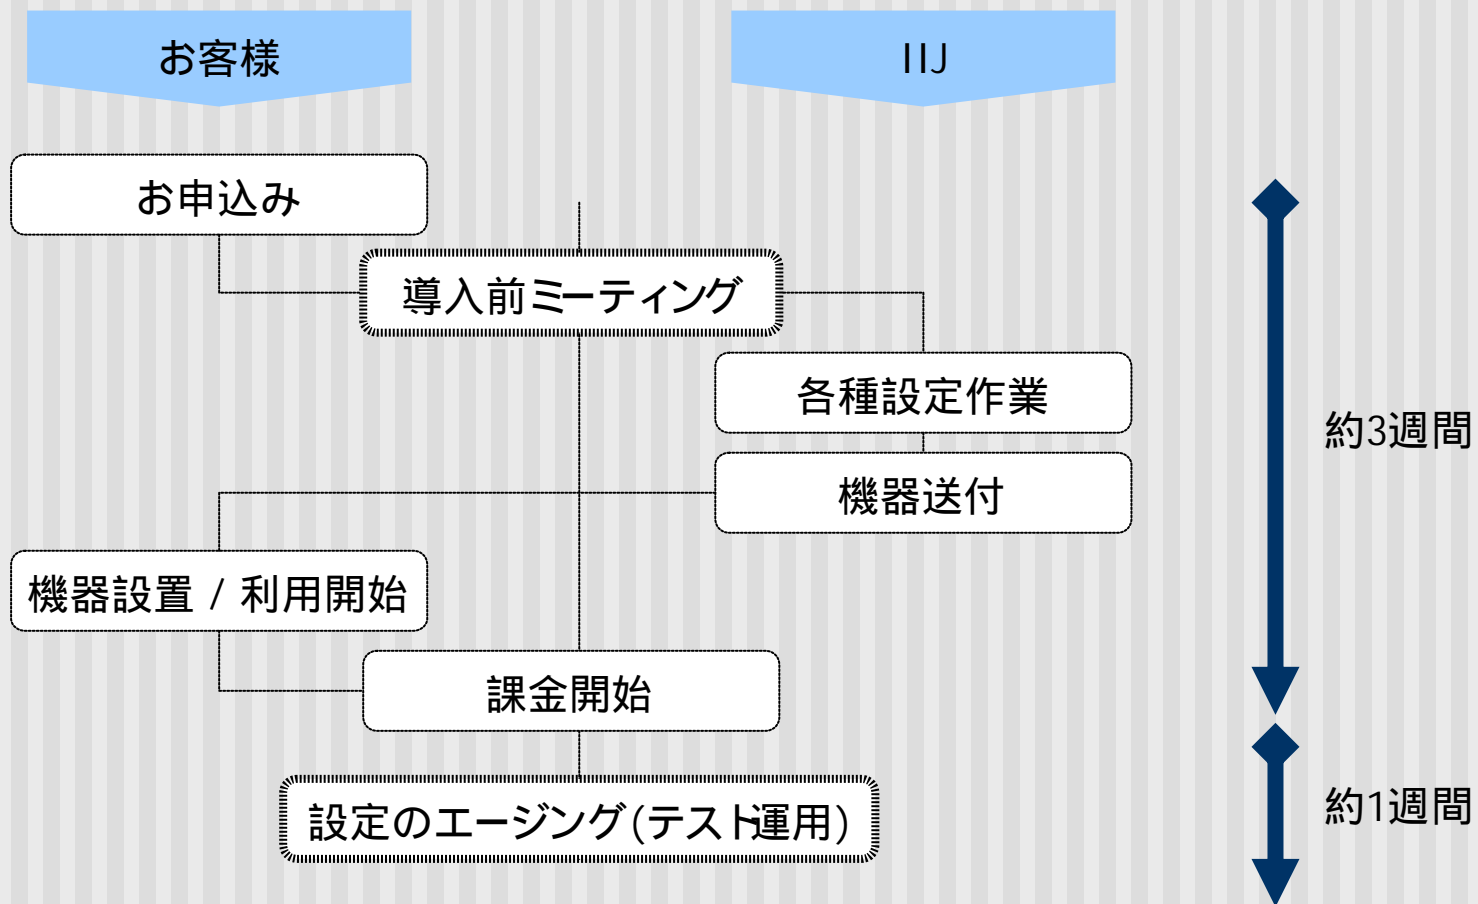 お客様
IIJ
お申込み
導入前ミーティング
各種設定作業
約3週間
機器送付
機器設置 / 利用開始
課金開始
設定のエージング(テスト運用)
約1週間